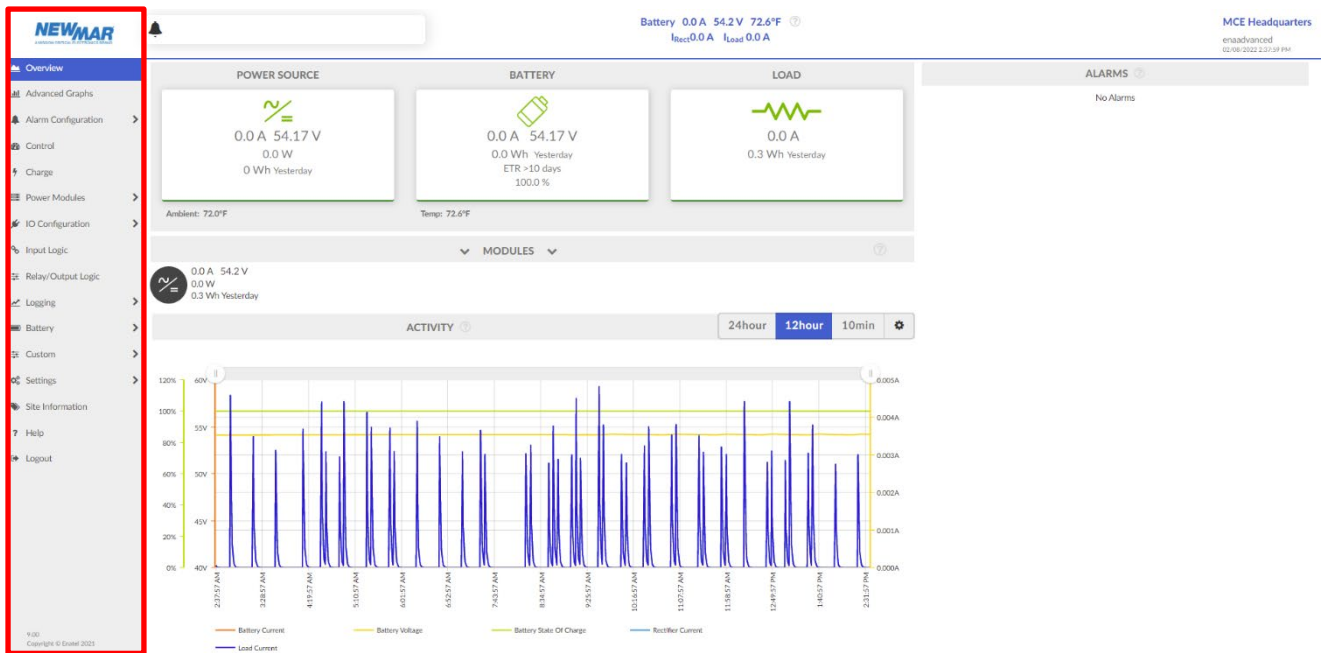 NEWMAR
Battery 0.0 A 54.2 V 72.6°F ?
IRect0.0 A ILoad 0.0 A
MCE Headquarters
enaadvanced
02/08/2022 2:37:59 PM
Overview
Advanced Graphs
Alarm Configuration
Control
Charge
Power Modules
IO Configuration
Input Logic
Relay/Output Logic
Logging
Battery
Custom
Settings
Site Information
? Help
Logout
9.00
Copyright © Enatel 2023
POWER SOURCE
0.0 A 54.17 V
0.0 W
0 Wh Yesterday
Ambient: 72.0°F
BATTERY
0.0 A 54.17 V
0.0 Wh Yesterday
ETR >10 days
100.0 %
Temp: 72.6°F
LOAD
0.0 A
0.3 Wh Yesterday
ALARMS ?
No Alarms
MODULES ?
0.0 A 54.2 V
0.0 W
0.3 Wh Yesterday
ACTIVITY ?
24hour 12hour 10min
120% 60V 0.005A
100% 55V 0.004A
80% 0.003A
60% 50V 0.002A
40% 45V 0.001A
20%
0% 40V 0.000A
2:37:57 AM
3:28:57 AM
4:19:57 AM
5:10:57 AM
6:01:57 AM
6:52:57 AM
7:43:57 AM
8:34:57 AM
9:25:57 AM
10:16:57 AM
11:07:57 AM
11:58:57 AM
12:49:37 PM
1:40:57 PM
2:31:57 PM
Battery Current
Battery Voltage
Battery State Of Charge
Rectifier Current
Load Current